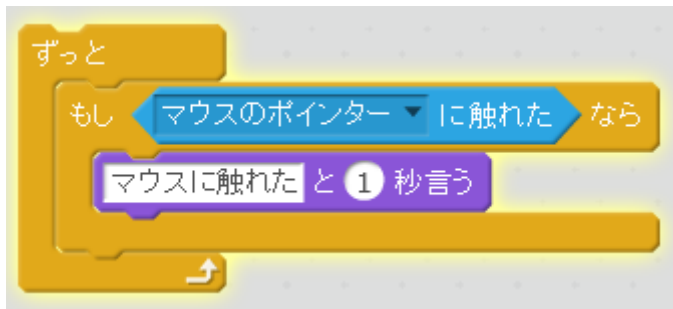 ずっと
もし マウスのポインター に触れた なら
マウスに触れた と 1 秒言う